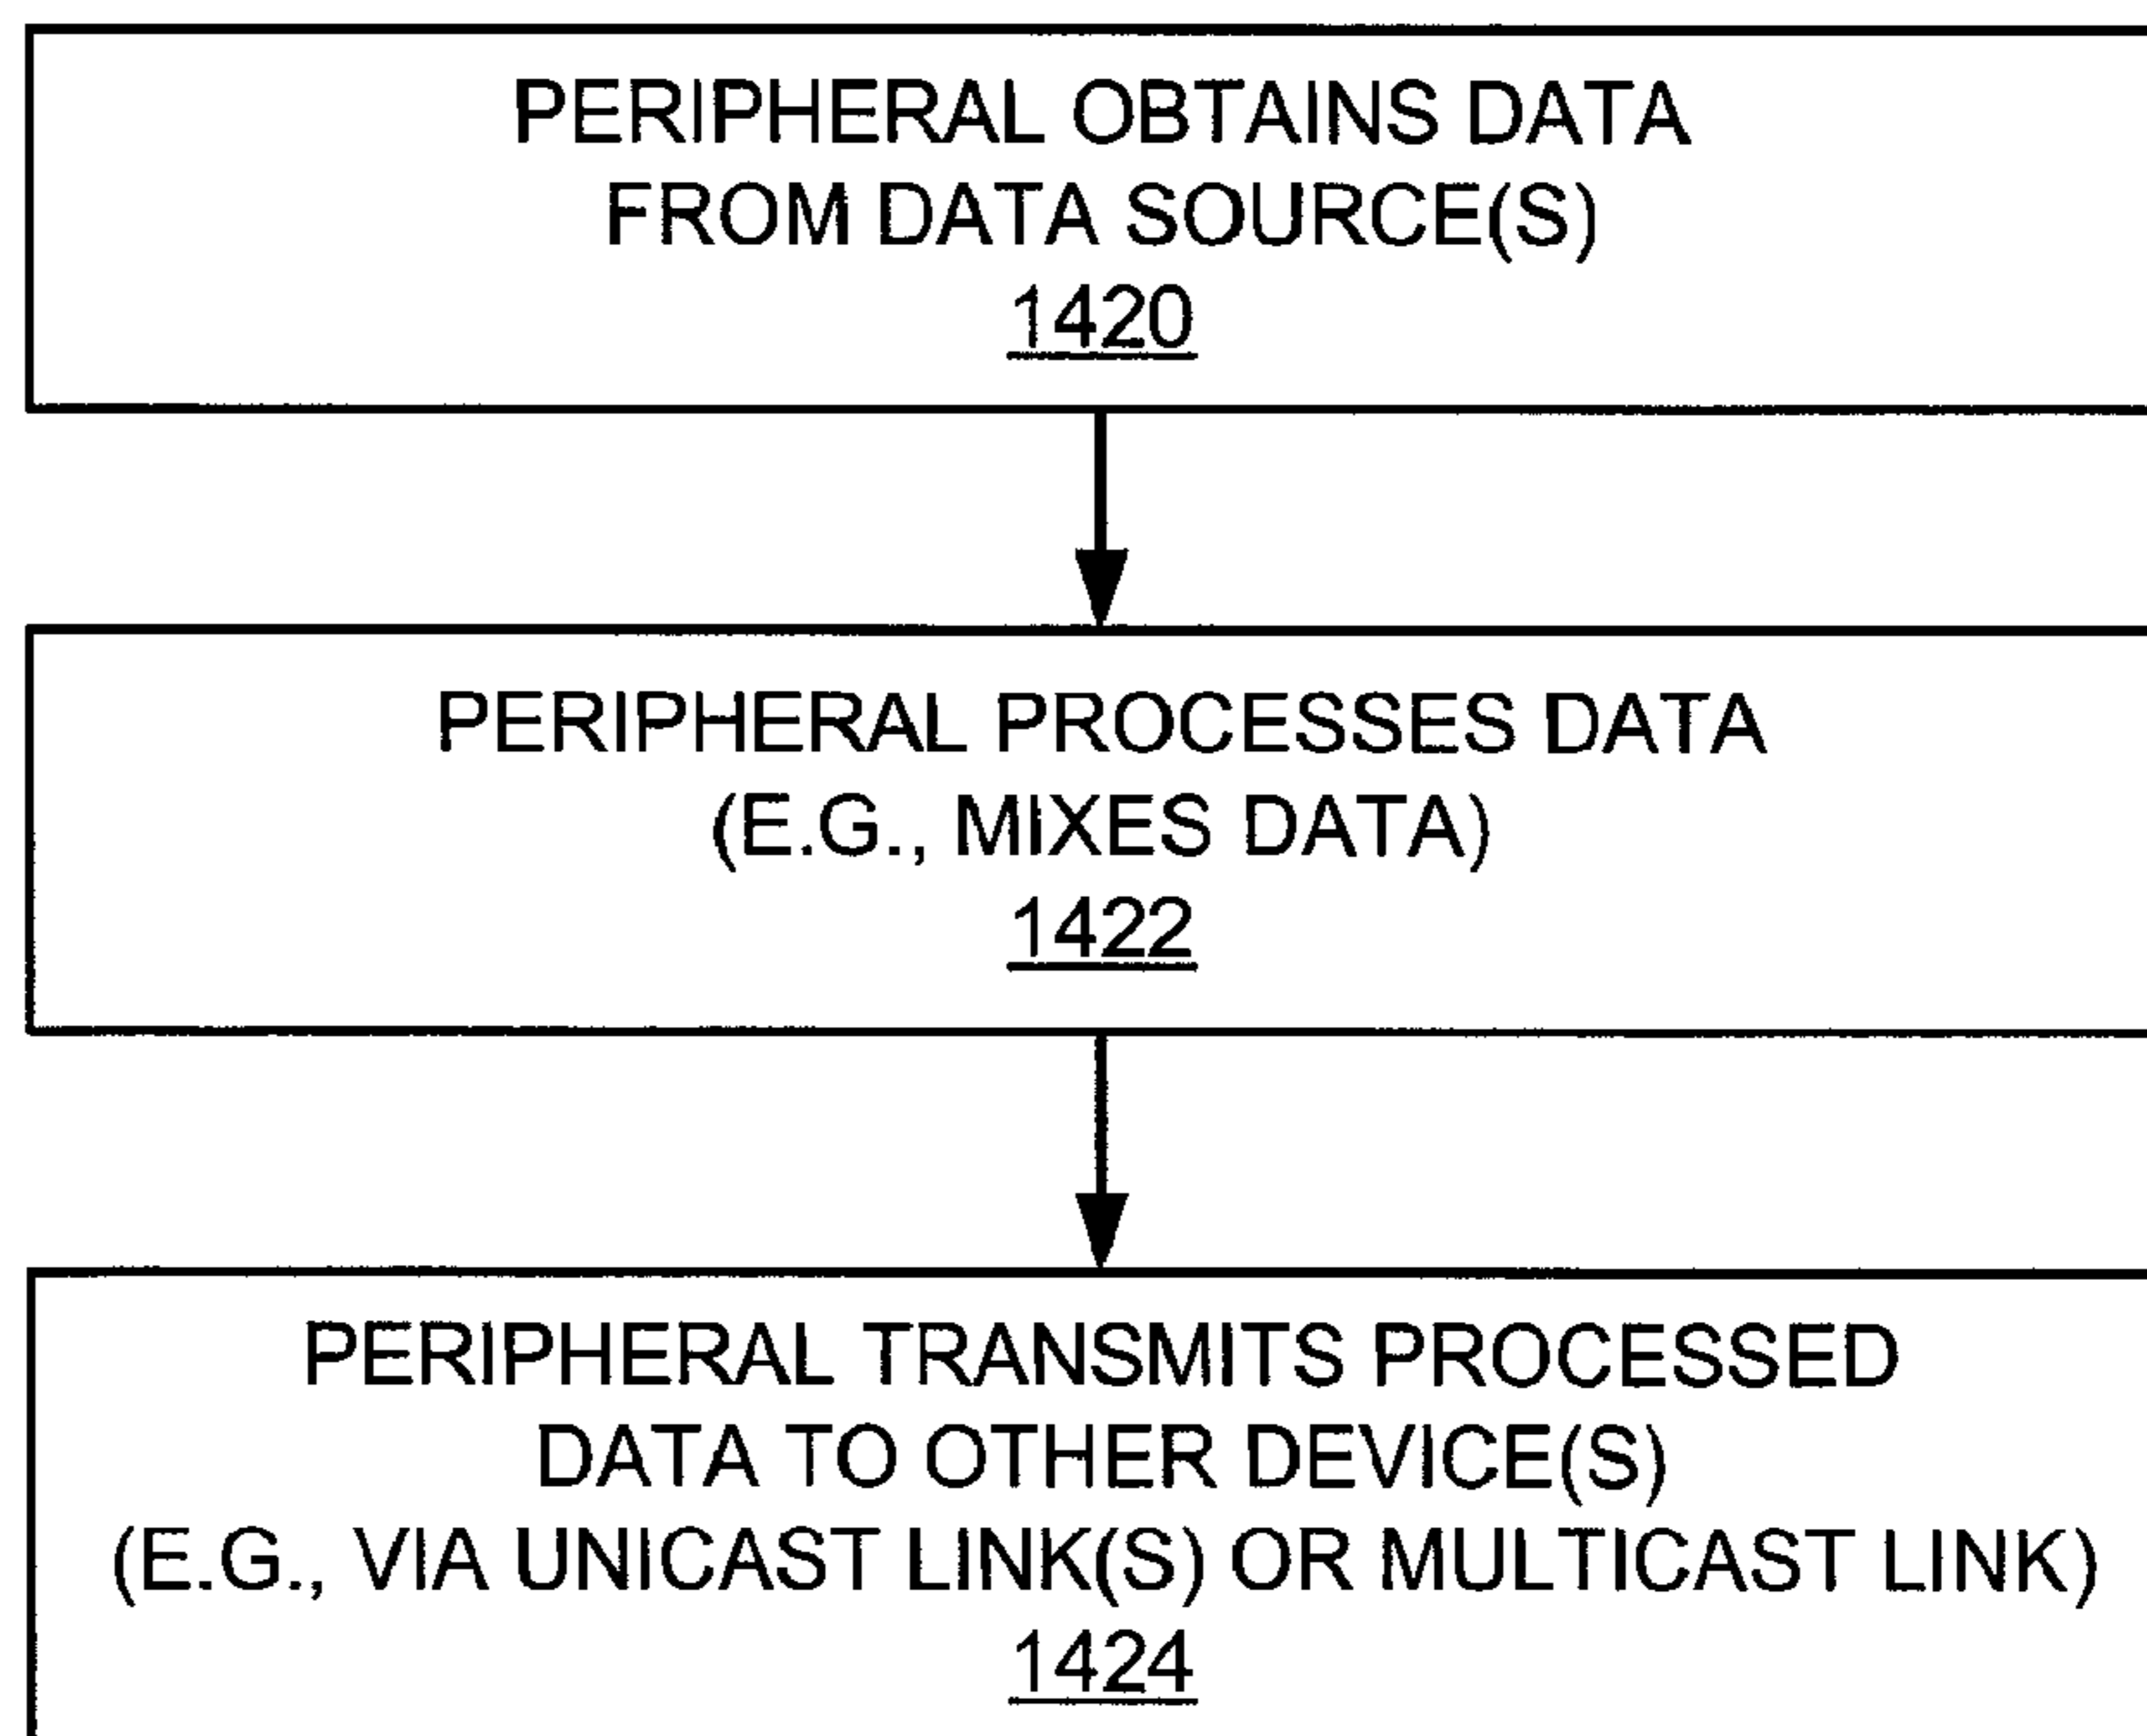 PERIPHERAL OBTAINS DATA
FROM DATA SOURCE(S)
1420
PERIPHERAL PROCESSES DATA
(E.G., MIXES DATA)
1422
PERIPHERAL TRANSMITS PROCESSED
DATA TO OTHER DEVICE(S)
(E.G., VIA UNICAST LINK(S) OR MULTICAST LINK)
1424